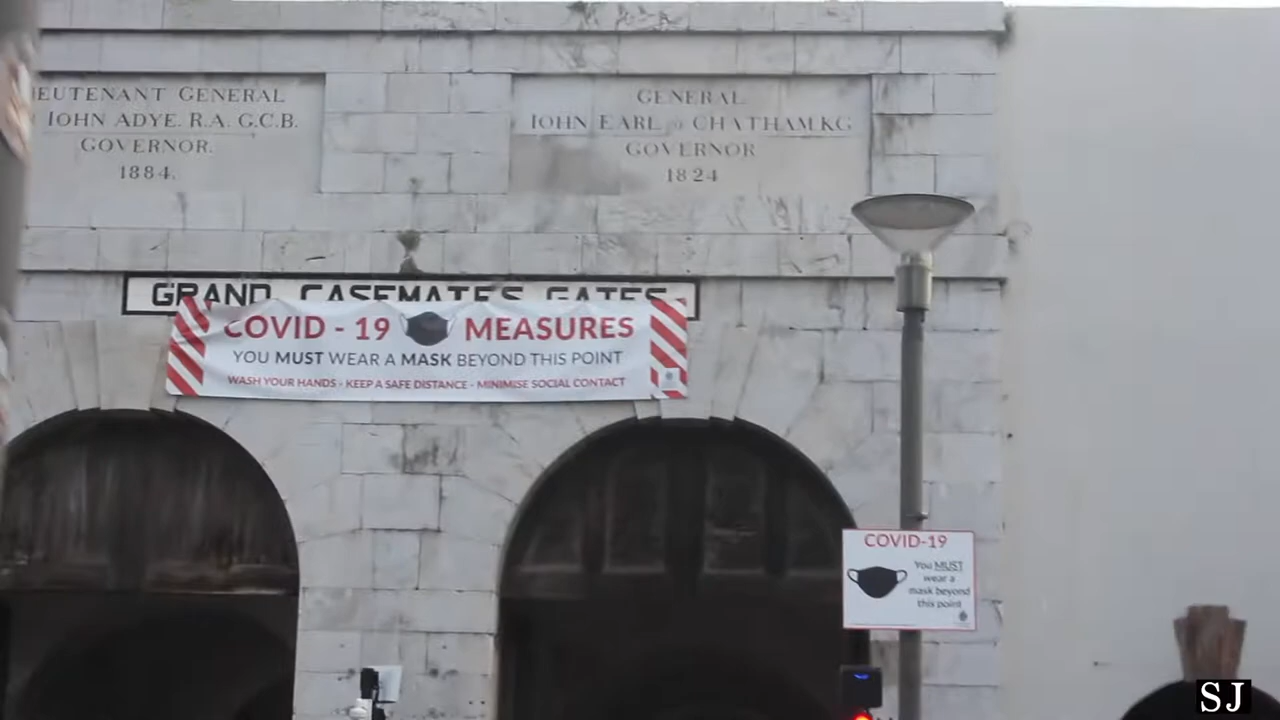 IEUTENANT GENERAL
IOHN ADYE. R.A. G.C.B.
GOVERNOR.
1884.
GENERAL
IOHN EARL OF CHATHAM KG
GOVERNOR
1824
GRAND CASEMATES GATES
COVID - 19 MEASURES
YOU MUST WEAR A MASK BEYOND THIS POINT
WASH YOUR HANDS - KEEP A SAFE DISTANCE - MINIMISE SOCIAL CONTACT
COVID-19
You MUST
wear a
mask beyond
this point
SJ